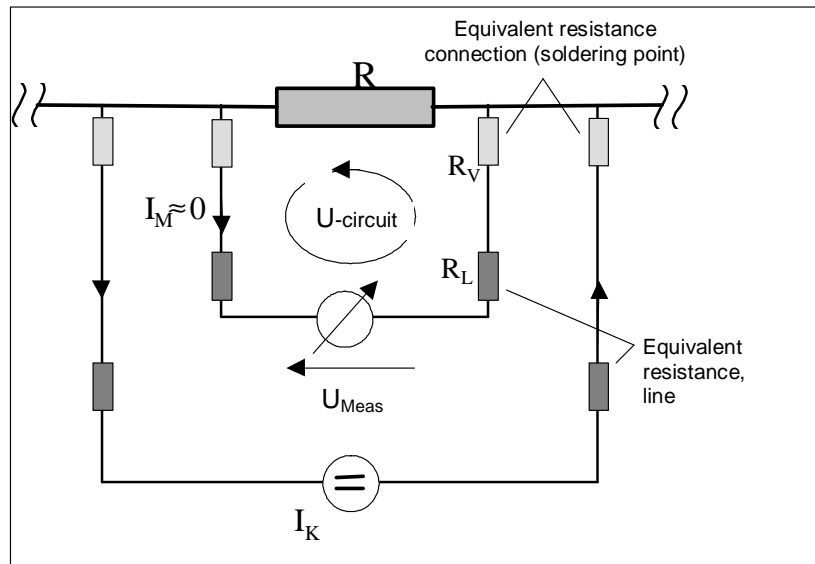 Equivalent resistance
connection (soldering point)
R
R_V
I_M≈0
U-circuit
R_L
Equivalent
resistance,
line
U_Meas
I_K